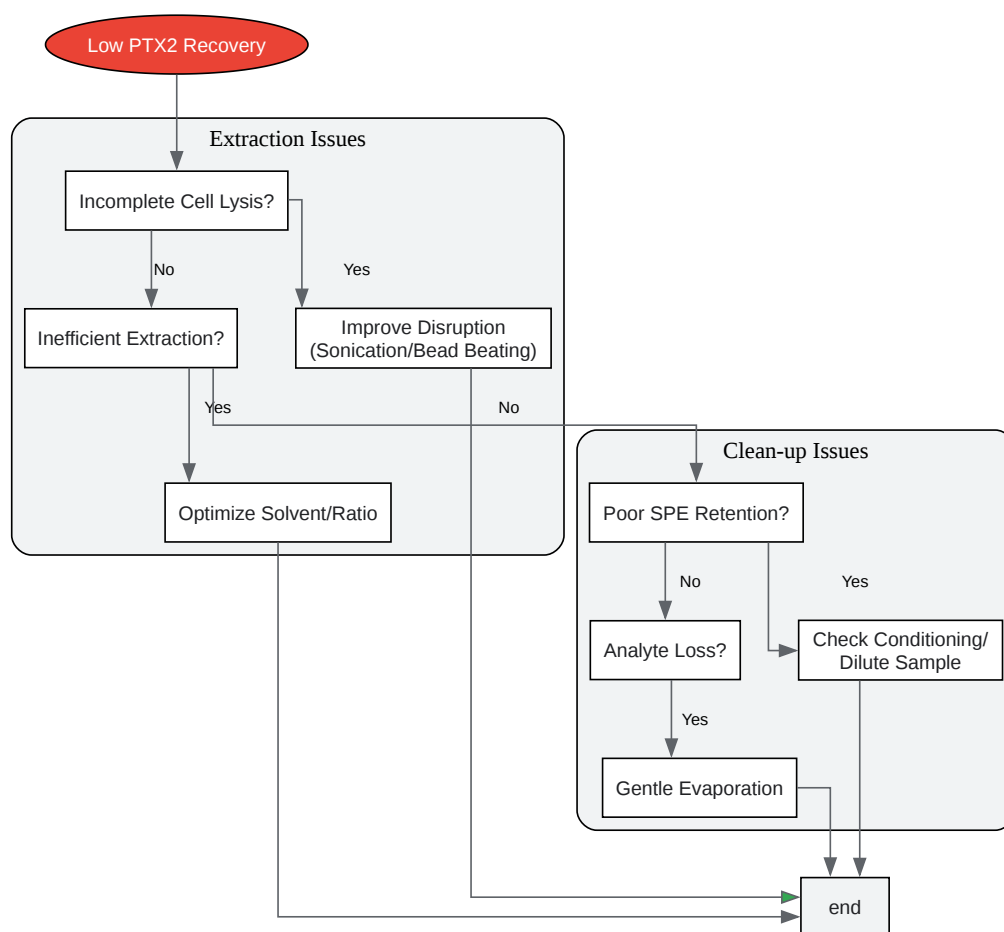 Low PTX2 Recovery
Extraction Issues
Incomplete Cell Lysis?
No
Yes
Inefficient Extraction?
Improve Disruption
(Sonication/Bead Beating)
Yes
No
Clean-up Issues
Optimize Solvent/Ratio
Poor SPE Retention?
No
Yes
Analyte Loss?
Check Conditioning/
Dilute Sample
Yes
Gentle Evaporation
end